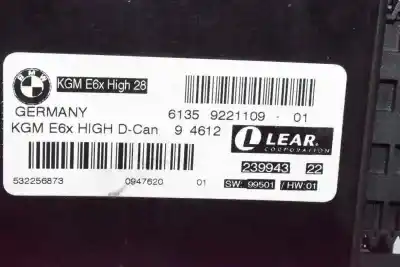 BMW
KGM E6x High 28
GERMANY
6135 9221109 - 01
KGM E6x HIGH D-Can 9 4612
LEAR
CORPORATION
239943 22
532256873 0947620 01
SW: 99501 / HW:01